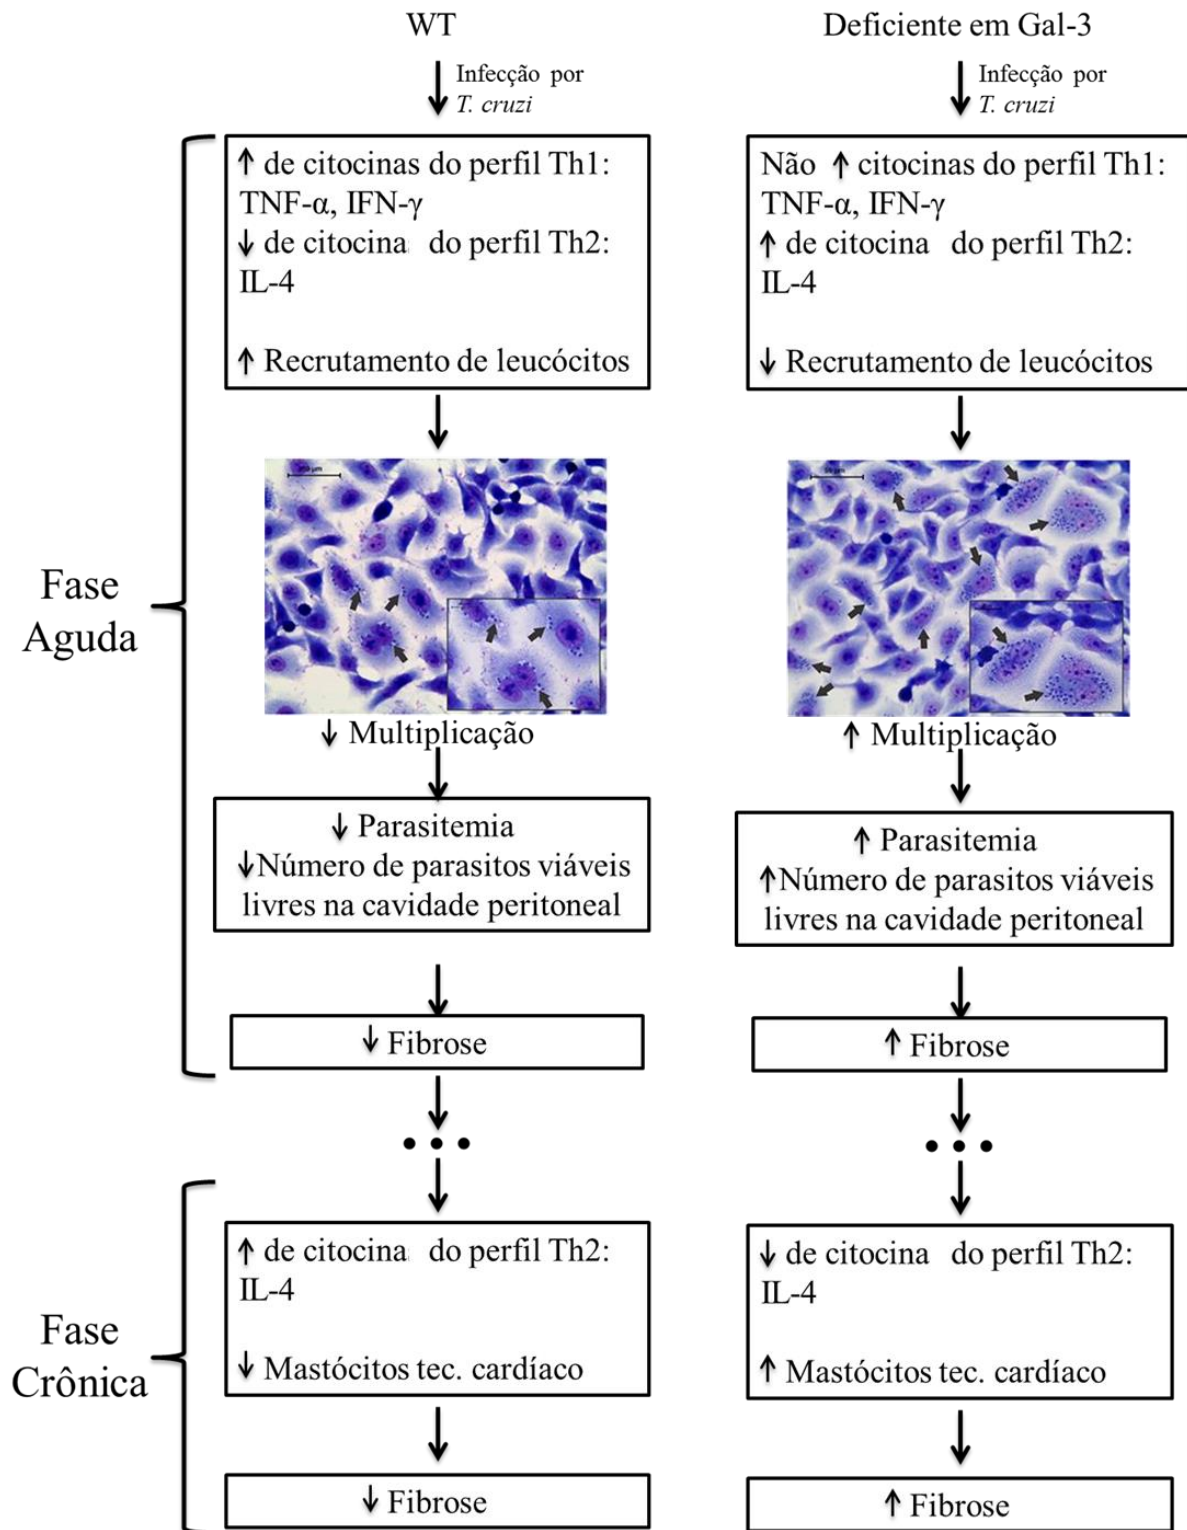 WT
Infecção por
T. cruzi
↑ de citocinas do perfil Th1:
TNF-α, IFN-γ
↓ de citocina do perfil Th2:
IL-4
↑ Recrutamento de leucócitos
↓ Multiplicação
↓ Parasitemia
↓Número de parasitos viáveis
livres na cavidade peritoneal
↓ Fibrose
• • •
↑ de citocina do perfil Th2:
IL-4
↓ Mastócitos tec. cardíaco
↓ Fibrose
Deficiente em Gal-3
Infecção por
T. cruzi
Não ↑ citocinas do perfil Th1:
TNF-α, IFN-γ
↑ de citocina do perfil Th2:
IL-4
↓ Recrutamento de leucócitos
↑ Multiplicação
↑ Parasitemia
↑Número de parasitos viáveis
livres na cavidade peritoneal
↑ Fibrose
• • •
↓ de citocina do perfil Th2:
IL-4
↑ Mastócitos tec. cardíaco
↑ Fibrose
Fase
Aguda
Fase
Crônica